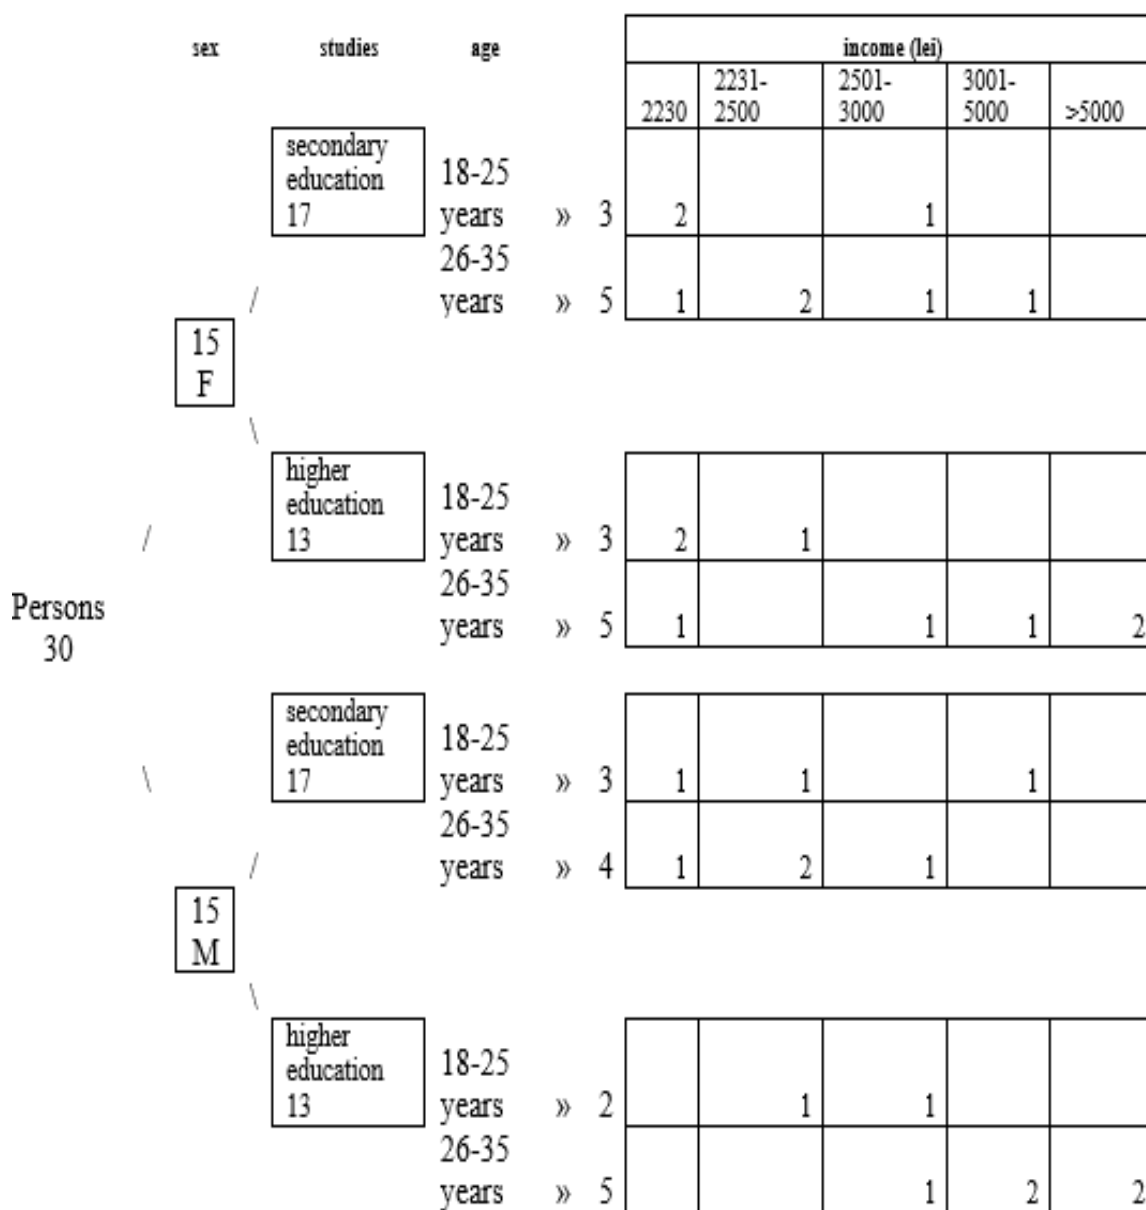 sex studies age income (lei)
2230 2231-2500 2501-3000 3001-5000 >5000
secondary education 17 18-25 years » 3 2 1
26-35 years » 5 1 2 1 1
/
15 F
\
higher education 13 18-25 years » 3 2 1
/
26-35 years » 5 1 1 1 2
Persons 30
secondary education 17 18-25 years » 3 1 1 1
\
26-35 years » 4 1 2 1
/
15 M
\
higher education 13 18-25 years » 2 1 1
26-35 years » 5 1 2 2